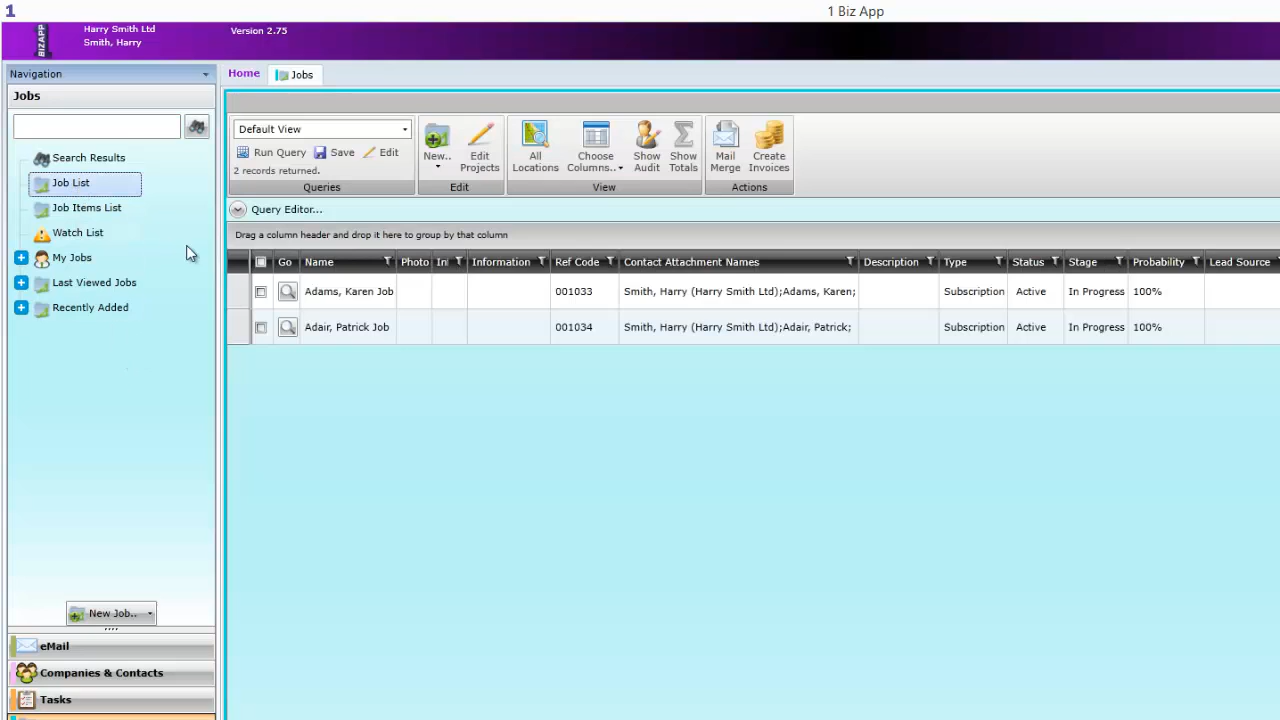 1
1 Biz App
BIZAPP
Harry Smith Ltd
Smith, Harry
Version 2.75
Navigation
Jobs
Search Results
Job List
Job Items List
Watch List
My Jobs
Last Viewed Jobs
Recently Added
New Job..
eMail
Companies & Contacts
Tasks
Home
Jobs
Default View
Run Query Save Edit
2 records returned.
Queries
New..
Edit
Projects
Edit
All
Locations
Choose
Columns..
Show
Audit
Show
Totals
View
Mail
Merge
Create
Invoices
Actions
Query Editor...
Drag a column header and drop it here to group by that column
Go Name Photo In Information Ref Code Contact Attachment Names Description Type Status Stage Probability Lead Source
Adams, Karen Job 001033 Smith, Harry (Harry Smith Ltd);Adams, Karen; Subscription Active In Progress 100%
Adair, Patrick Job 001034 Smith, Harry (Harry Smith Ltd);Adair, Patrick; Subscription Active In Progress 100%